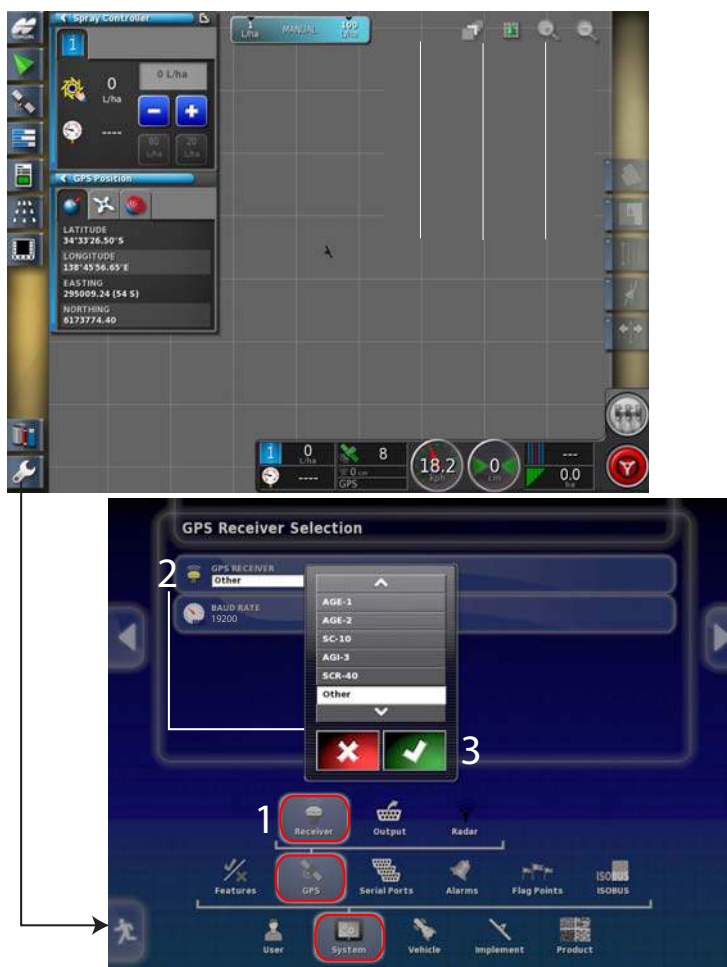 TOPCON
Spray Controller
1
0 L/ha
0
L/ha
----
80
L/ha
20
L/ha
GPS Position
LATITUDE
34°33'26.50"S
LONGITUDE
138°45'56.65"E
EASTING
295009.24 (54 S)
NORTHING
6173774.40
1
L/ha
MANUAL
100
L/ha
1
0
L/ha
----
8
0 cm
GPS
18.2
kph
0
cm
---
0.0
ha
GPS Receiver Selection
2
GPS RECEIVER
Other
BAUD RATE
19200
AGE-1
AGE-2
SC-10
AGI-3
SCR-40
Other
3
1
Receiver
Output
Radar
Features
GPS
Serial Ports
Alarms
Flag Points
ISOBUS
ISOBUS
User
System
Vehicle
Implement
Product